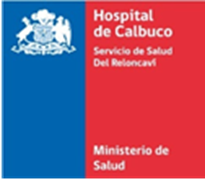 Hospital
de Calbuco
Servicio de Salud
Del Reloncaví
Ministerio de
Salud